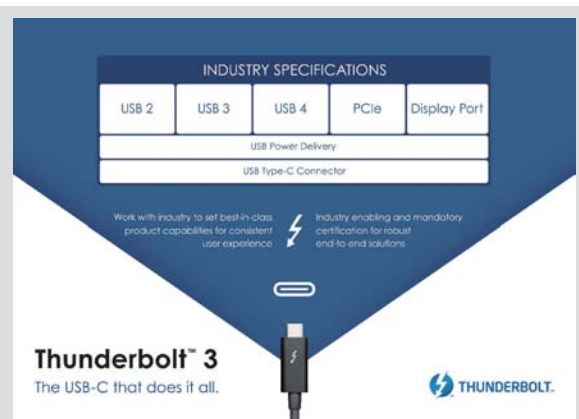 INDUSTRY SPECIFICATIONS
USB 2 USB 3 USB 4 PCIe Display Port
USB Power Delivery
USB Type-C Connector
Work with industry to set best-in-class
product capabilities for consistent
user experience
Industry enabling and mandatory
certification for robust
end-to-end solutions
Thunderbolt™ 3
The USB-C that does it all.
THUNDERBOLT.